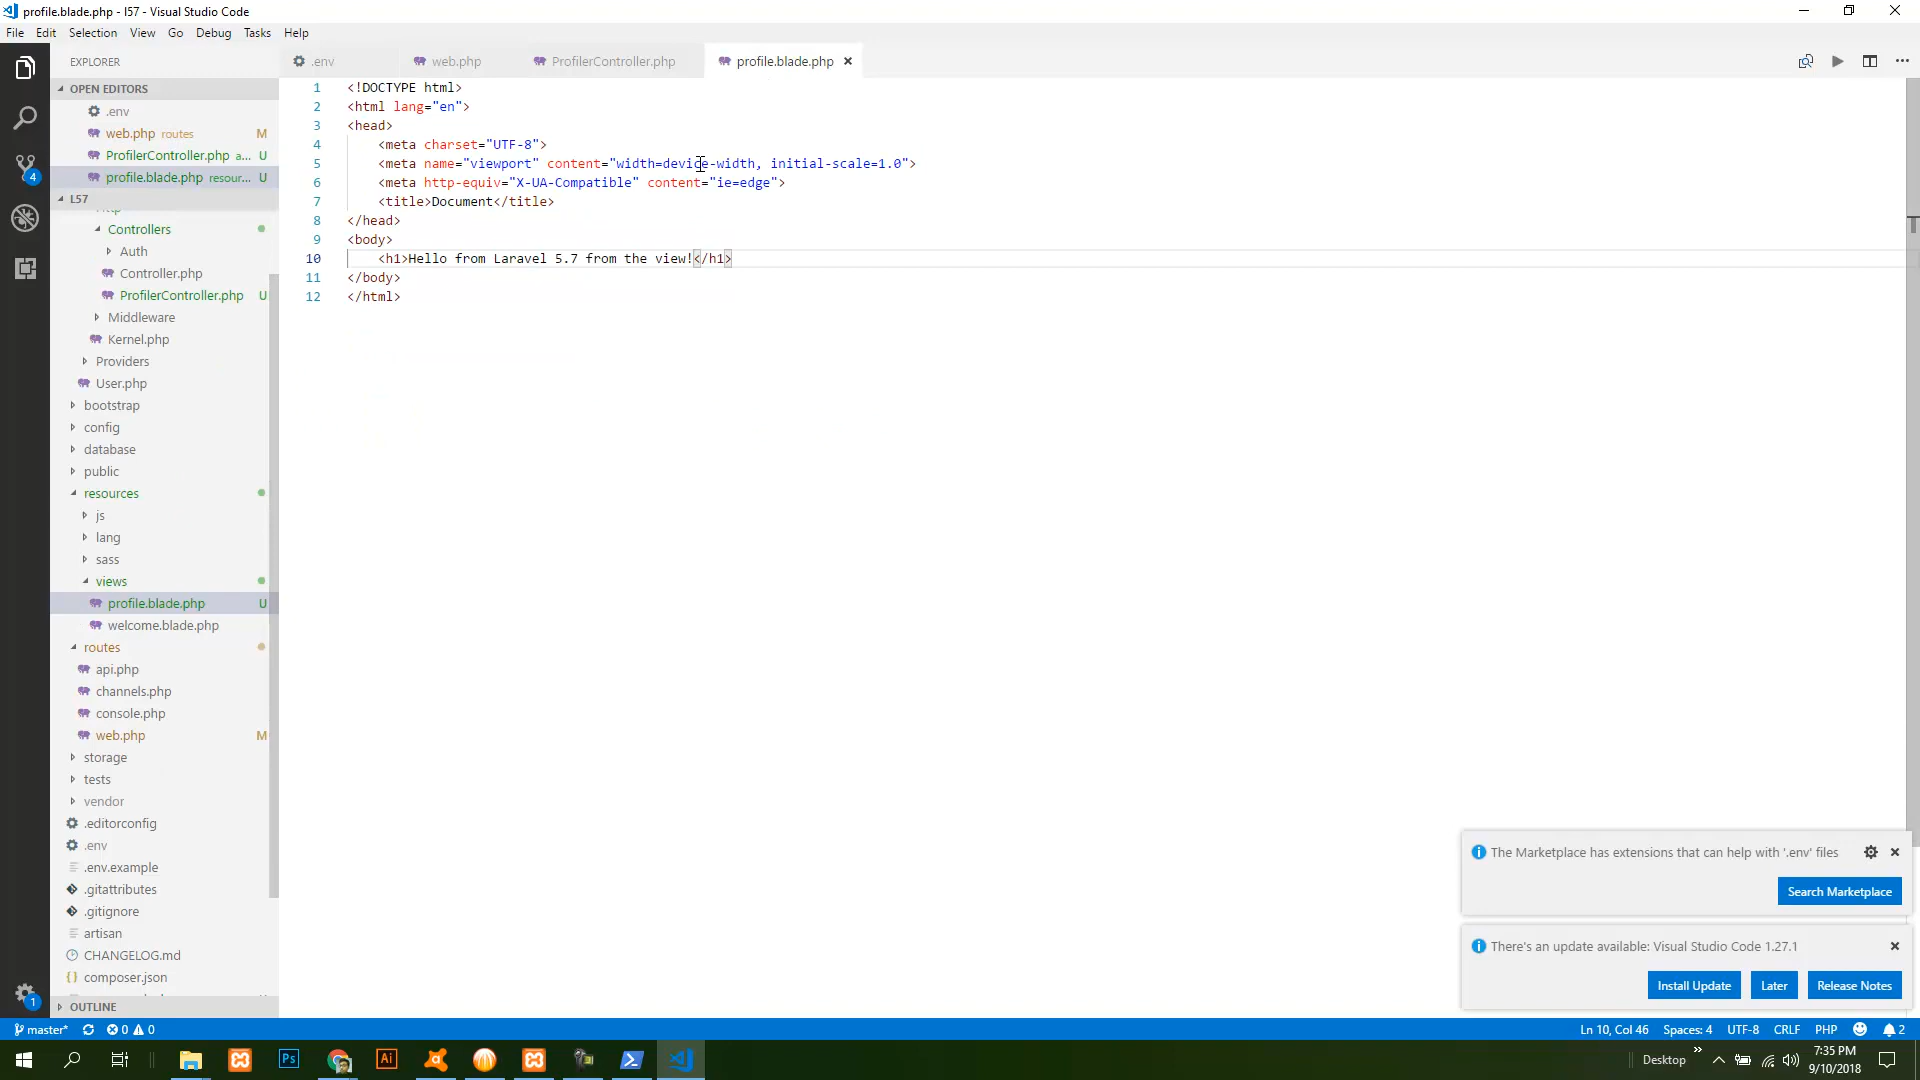 profile.blade.php - l57 - Visual Studio Code
File Edit Selection View Go Debug Tasks Help
EXPLORER
.env
web.php
ProfilerController.php
profile.blade.php
OPEN EDITORS
.env
web.php routes M
ProfilerController.php a... U
profile.blade.php resour... U
L57
Controllers
Auth
Controller.php
ProfilerController.php U
Middleware
Kernel.php
Providers
User.php
bootstrap
config
database
public
resources
js
lang
sass
views
profile.blade.php U
welcome.blade.php
routes
api.php
channels.php
console.php
web.php M
storage
tests
vendor
.editorconfig
.env
.env.example
.gitattributes
.gitignore
artisan
CHANGELOG.md
composer.json
OUTLINE
4
1
1 <!DOCTYPE html>
2 <html lang="en">
3 <head>
4 <meta charset="UTF-8">
5 <meta name="viewport" content="width=device-width, initial-scale=1.0">
6 <meta http-equiv="X-UA-Compatible" content="ie=edge">
7 <title>Document</title>
8 </head>
9 <body>
10 <h1>Hello from Laravel 5.7 from the view!</h1>
11 </body>
12 </html>
The Marketplace has extensions that can help with '.env' files
Search Marketplace
There's an update available: Visual Studio Code 1.27.1
Install Update Later Release Notes
master* 0 0
Ln 10, Col 46 Spaces: 4 UTF-8 CRLF PHP 2
Ps Ai
Desktop
7:35 PM
9/10/2018